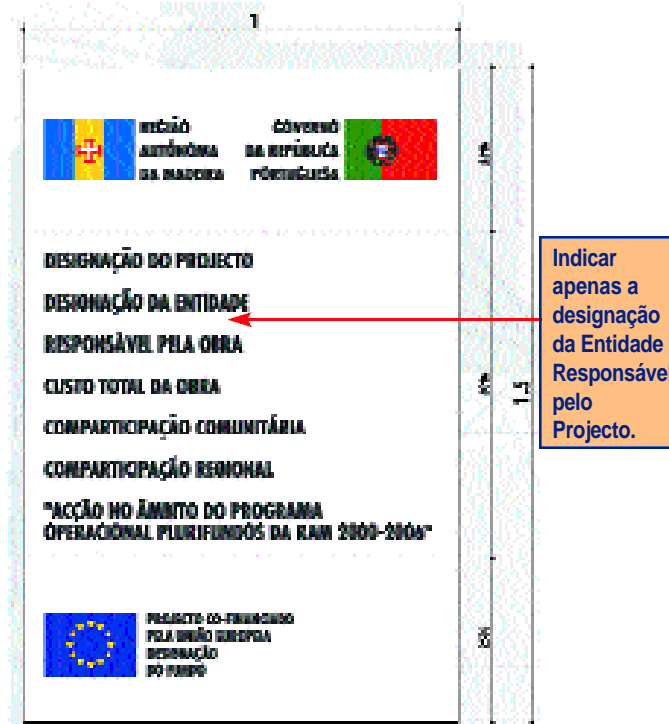 1
REGIÃO
AUTÓNOMA
DA MADEIRA
GOVERNO
DA REPÚBLICA
PORTUGUESA
DESIGNAÇÃO DO PROJECTO
DESIGNAÇÃO DA ENTIDADE
RESPONSÁVEL PELA OBRA
CUSTO TOTAL DA OBRA
COMPARTICIPAÇÃO COMUNITÁRIA
COMPARTICIPAÇÃO REGIONAL
"ACÇÃO NO ÂMBITO DO PROGRAMA
OPERACIONAL PLURIFUNDOS DA RAM 2000-2006"
PROJECTO CO-FINANCIADO
PELA UNIÃO EUROPEIA
DESIGNAÇÃO
DO FUNDO
1.5
Indicar
apenas a
designação
da Entidade
Responsáve
pelo
Projecto.